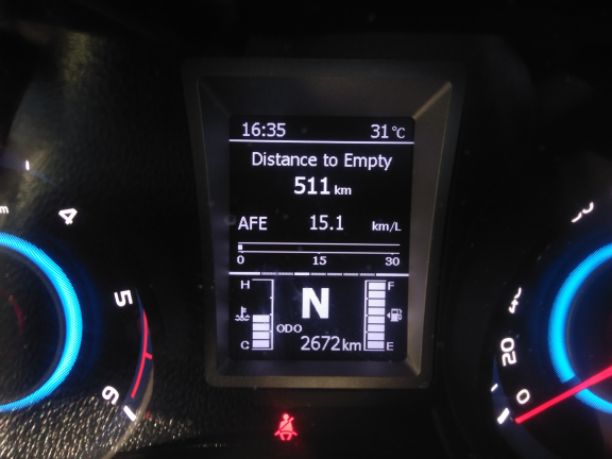 16:35 31°C
Distance to Empty
511 km
AFE 15.1 km/L
0 15 30
H F
N
ODO
C 2672km E
4
5
6
20
0